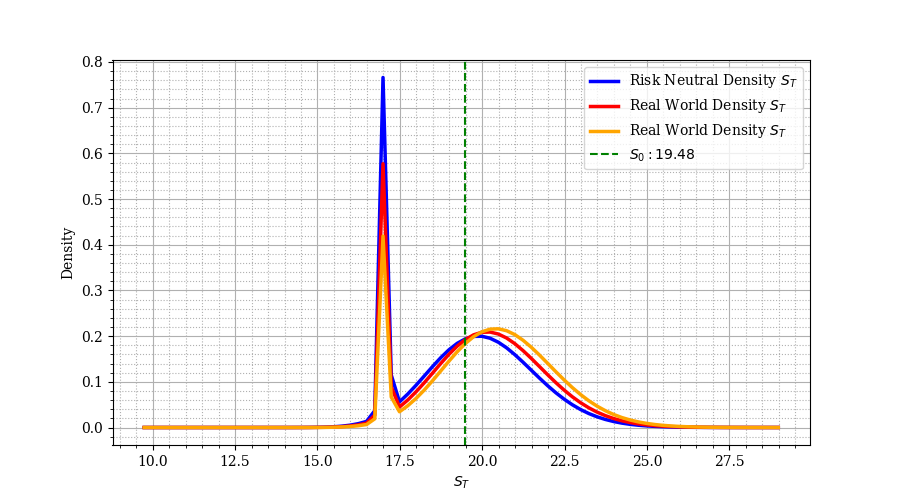 0.8
0.7
0.6
0.5
0.4
0.3
0.2
0.1
0.0
Density
10.0 12.5 15.0 17.5 20.0 22.5 25.0 27.5
S_T
Risk Neutral Density S_T
Real World Density S_T
Real World Density S_T
S_0 : 19.48